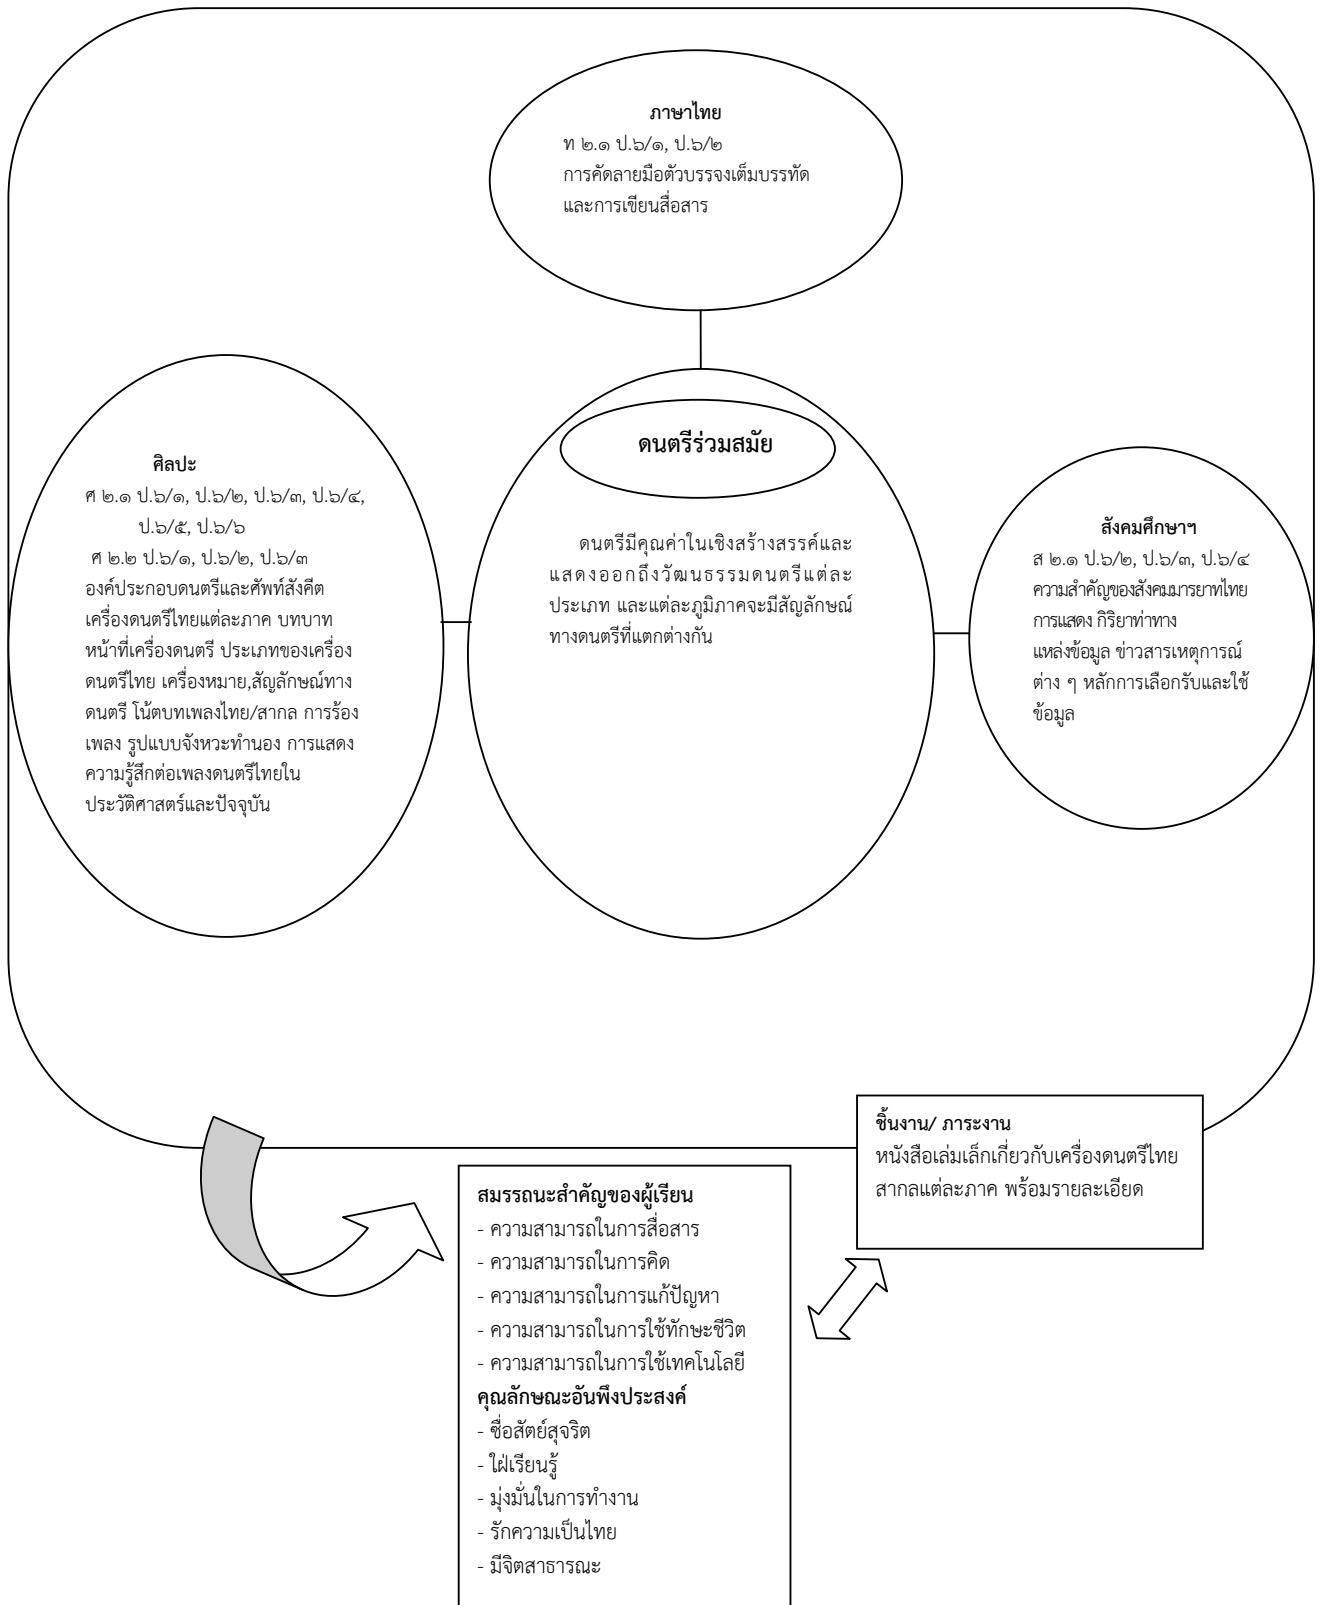 ภาษาไทย
ท ๒.๑ ป.๖/๑, ป.๖/๒
การคัดลายมือตัวบรรจงเต็มบรรทัด
และการเขียนสื่อสาร
ศิลปะ
ศ ๒.๑ ป.๖/๑, ป.๖/๒, ป.๖/๓, ป.๖/๔,
ป.๖/๕, ป.๖/๖
ศ ๒.๒ ป.๖/๑, ป.๖/๒, ป.๖/๓
องค์ประกอบดนตรีและศัพท์สังคีต
เครื่องดนตรีไทยแต่ละภาค บทบาท
หน้าที่เครื่องดนตรี ประเภทของเครื่อง
ดนตรีไทย เครื่องหมาย,สัญลักษณ์ทาง
ดนตรี โน้ตบทเพลงไทย/สากล การร้อง
เพลง รูปแบบจังหวะทำนอง การแสดง
ความรู้สึกต่อเพลงดนตรีไทยใน
ประวัติศาสตร์และปัจจุบัน
ดนตรีร่วมสมัย
ดนตรีมีคุณค่าในเชิงสร้างสรรค์และ
แสดงออกถึงวัฒนธรรมดนตรีแต่ละ
ประเภท และแต่ละภูมิภาคจะมีสัญลักษณ์
ทางดนตรีที่แตกต่างกัน
สังคมศึกษาฯ
ส ๒.๑ ป.๖/๒, ป.๖/๓, ป.๖/๔
ความสำคัญของสังคมมารยาทไทย
การแสดง กิริยาท่าทาง
แหล่งข้อมูล ข่าวสารเหตุการณ์
ต่าง ๆ หลักการเลือกรับและใช้
ข้อมูล
ชิ้นงาน/ ภาระงาน
หนังสือเล่มเล็กเกี่ยวกับเครื่องดนตรีไทย
สากลแต่ละภาค พร้อมรายละเอียด
สมรรถนะสำคัญของผู้เรียน
- ความสามารถในการสื่อสาร
- ความสามารถในการคิด
- ความสามารถในการแก้ปัญหา
- ความสามารถในการใช้ทักษะชีวิต
- ความสามารถในการใช้เทคโนโลยี
คุณลักษณะอันพึงประสงค์
- ซื่อสัตย์สุจริต
- ใฝ่เรียนรู้
- มุ่งมั่นในการทำงาน
- รักความเป็นไทย
- มีจิตสาธารณะ